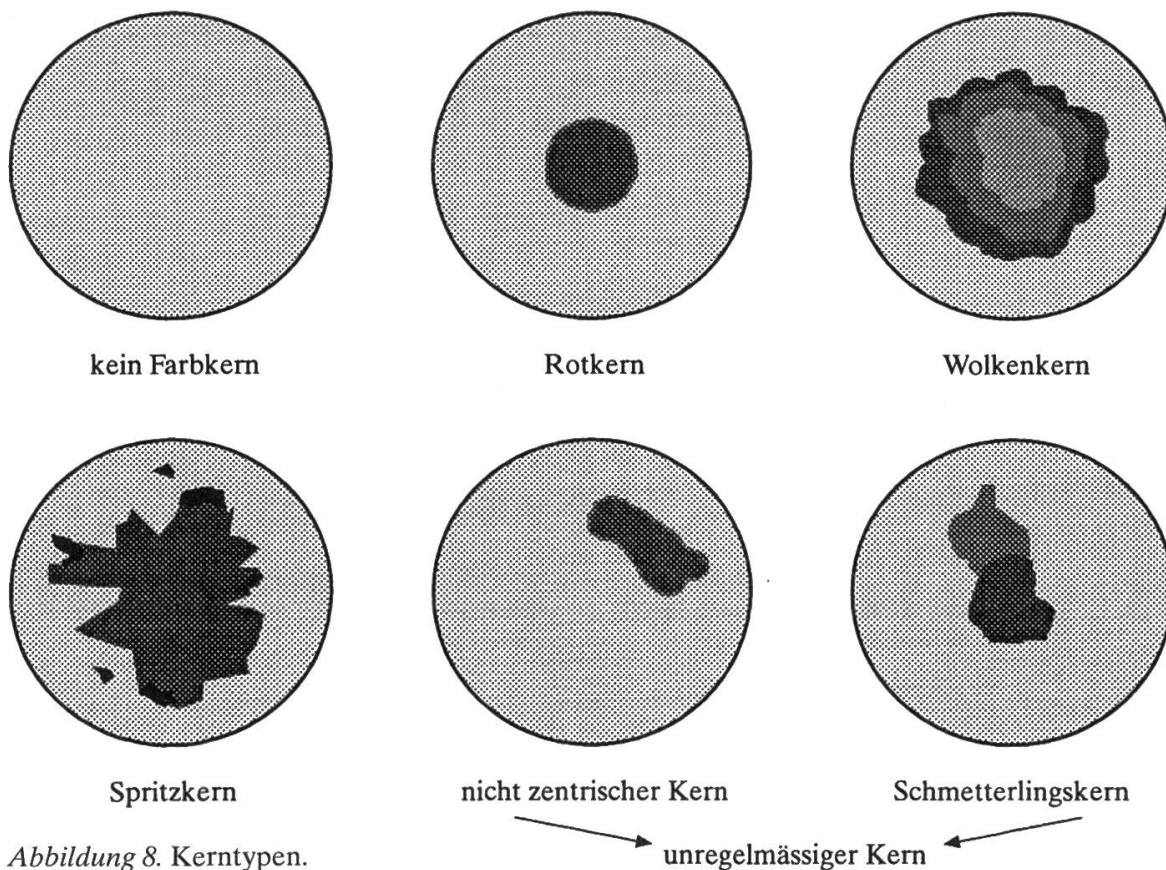 kein Farbkern
Rotkern
Wolkenkern
Spritzkern
nicht zentrischer Kern
Schmetterlingskern
unregelmässiger Kern
Abbildung 8. Kerntypen.